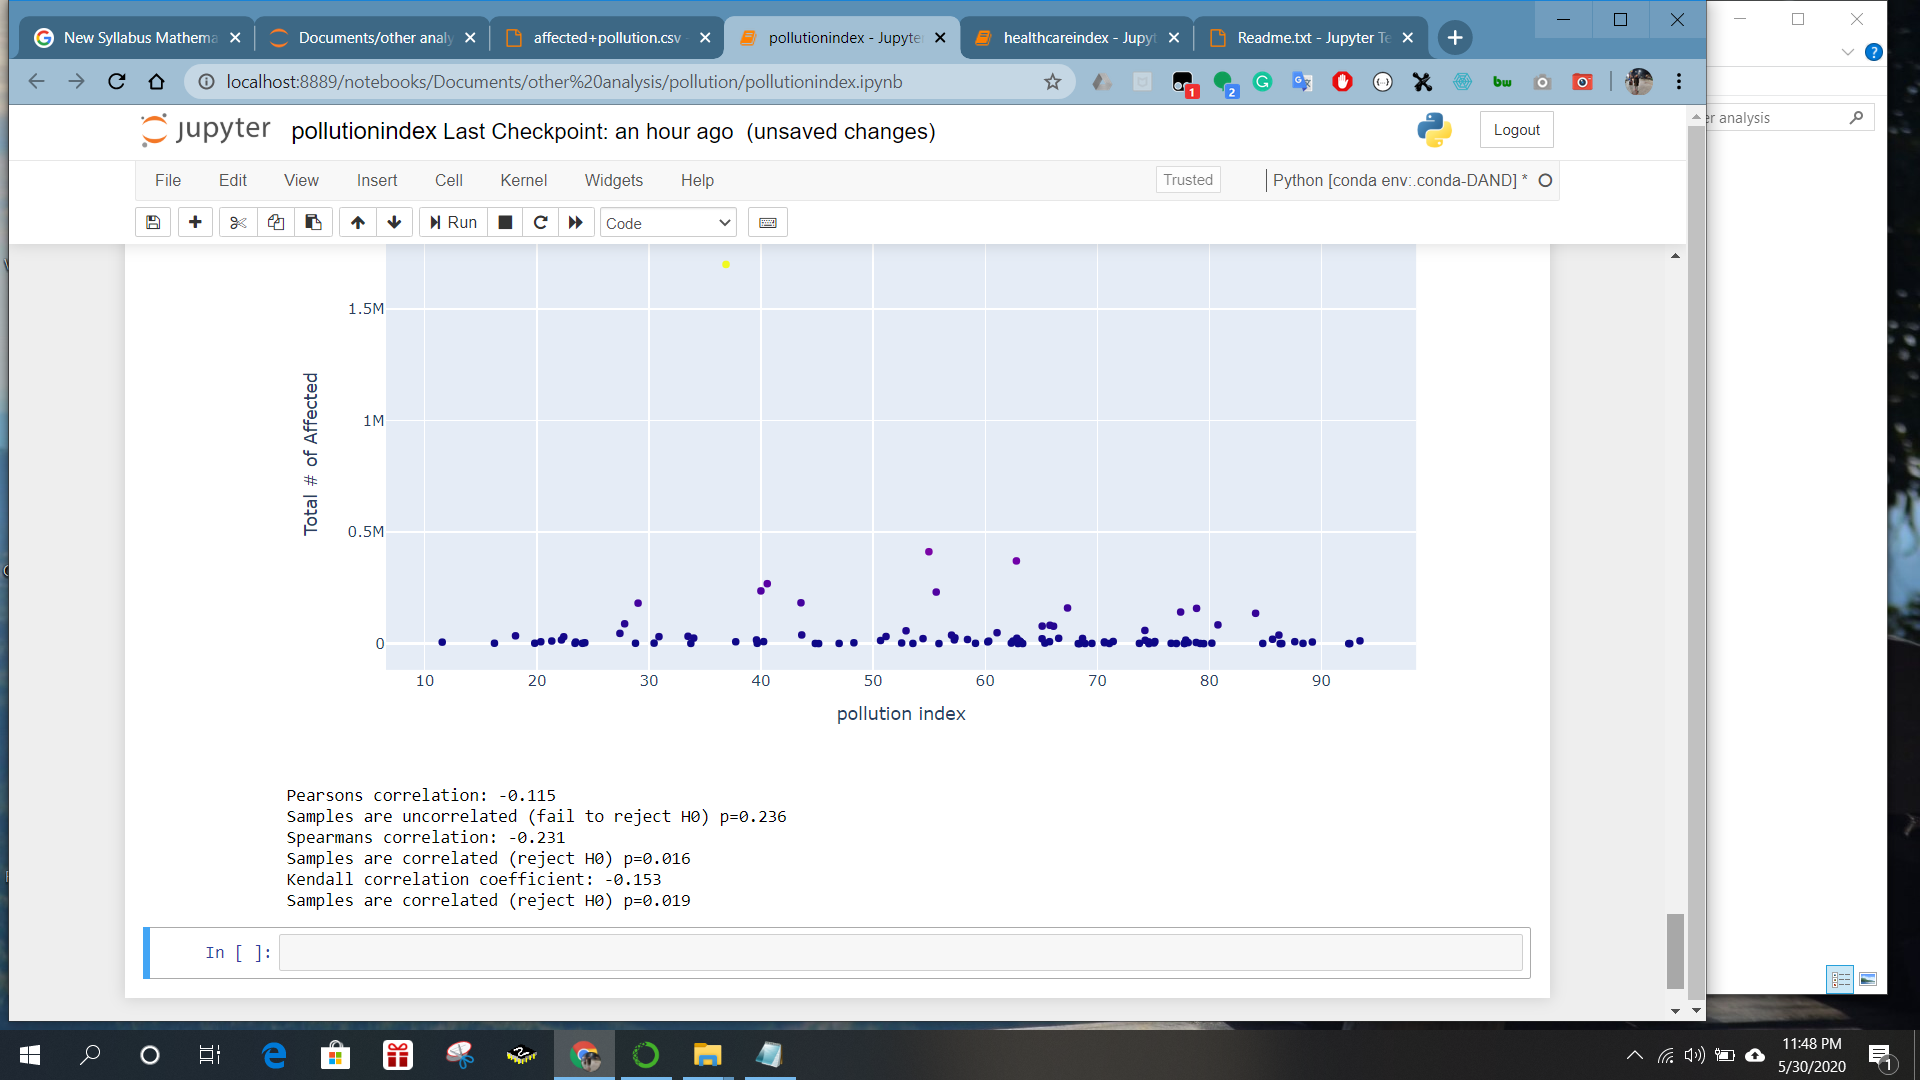 New Syllabus Mathema
Documents/other analy
affected+pollution.csv
pollutionindex - Jupyte
healthcareindex - Jupyt
Readme.txt - Jupyter Te
localhost:8889/notebooks/Documents/other%20analysis/pollution/pollutionindex.ipynb
1
2
bw
jupyter pollutionindex Last Checkpoint: an hour ago (unsaved changes)
Logout
analysis
File Edit View Insert Cell Kernel Widgets Help
Trusted
Python [conda env:.conda-DAND] *
Run
Code
1.5M
1M
0.5M
0
Total # of Affected
10 20 30 40 50 60 70 80 90
pollution index
Pearsons correlation: -0.115
Samples are uncorrelated (fail to reject H0) p=0.236
Spearmans correlation: -0.231
Samples are correlated (reject H0) p=0.016
Kendall correlation coefficient: -0.153
Samples are correlated (reject H0) p=0.019
In [ ]:
11:48 PM
5/30/2020
1